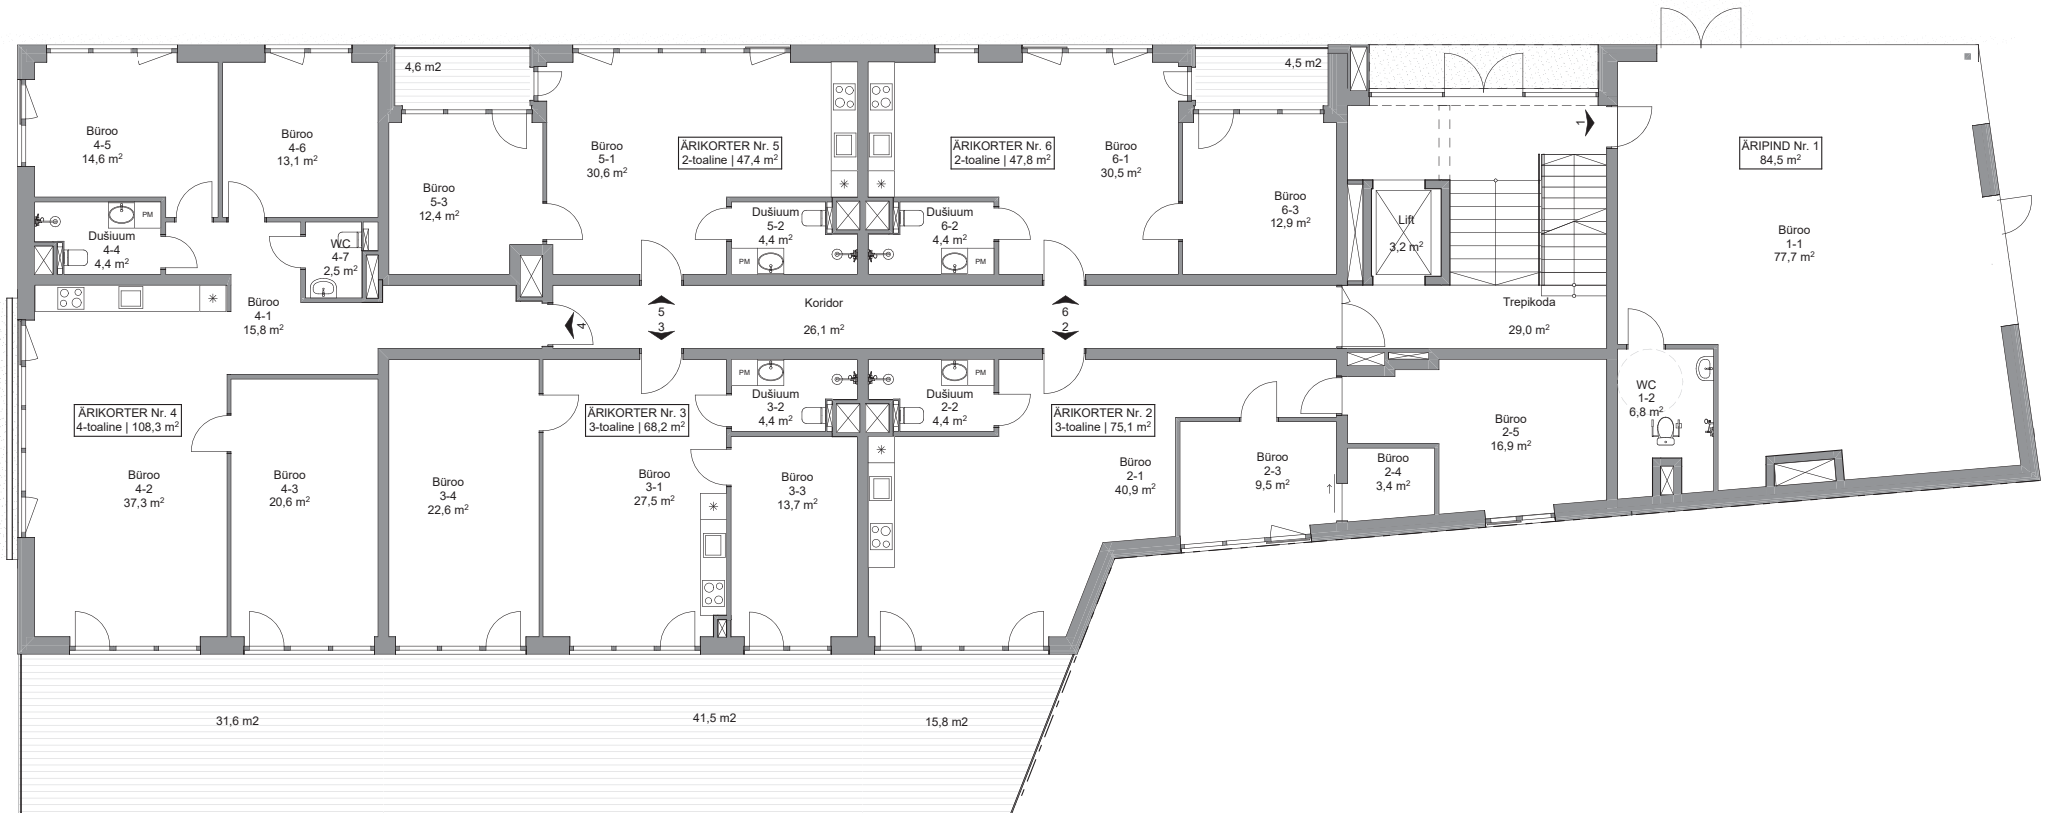 4,6 m2
4,5 m2
Büroo
4-5
14,6 m²
Büroo
4-6
13,1 m²
Büroo
5-3
12,4 m²
Büroo
5-1
30,6 m²
ÄRIKORTER Nr. 5
2-toaline | 47,4 m²
ÄRIKORTER Nr. 6
2-toaline | 47,8 m²
Büroo
6-1
30,5 m²
Büroo
6-3
12,9 m²
1
ÄRIPIND Nr. 1
84,5 m²
Büroo
1-1
77,7 m²
PM
Dušiuum
4-4
4,4 m²
WC
4-7
2,5 m²
Dušiuum
5-2
4,4 m²
PM
Dušiuum
6-2
4,4 m²
PM
Lift
3,2 m²
Büroo
4-1
15,8 m²
4
5
3
Koridor
26,1 m²
6
2
Trepikoda
29,0 m²
ÄRIKORTER Nr. 4
4-toaline | 108,3 m²
Büroo
4-2
37,3 m²
Büroo
4-3
20,6 m²
Büroo
3-4
22,6 m²
ÄRIKORTER Nr. 3
3-toaline | 68,2 m²
Büroo
3-1
27,5 m²
PM
Dušiuum
3-2
4,4 m²
Büroo
3-3
13,7 m²
PM
Dušiuum
2-2
4,4 m²
ÄRIKORTER Nr. 2
3-toaline | 75,1 m²
Büroo
2-1
40,9 m²
Büroo
2-3
9,5 m²
Büroo
2-4
3,4 m²
Büroo
2-5
16,9 m²
WC
1-2
6,8 m²
31,6 m2
41,5 m2
15,8 m2